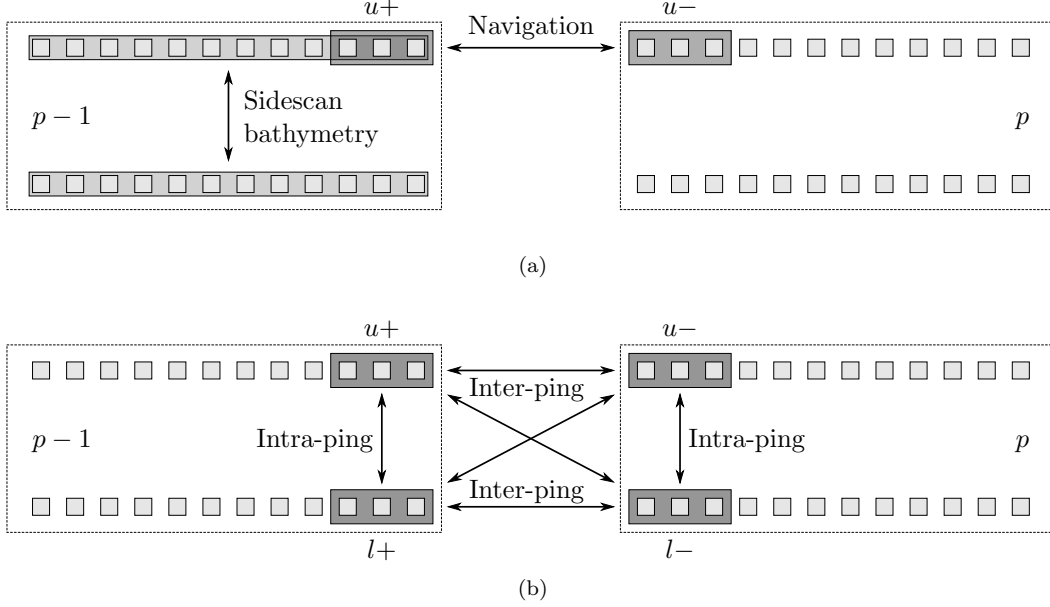 u+
u−
Navigation
p − 1
Sidescan
bathymetry
p
(a)
u+
u−
Inter-ping
p − 1
Intra-ping
Intra-ping
p
Inter-ping
l+
l−
(b)